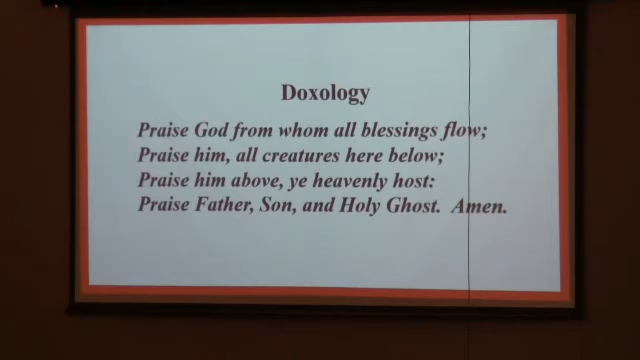 Doxology
Praise God from whom all blessings flow;
Praise him, all creatures here below;
Praise him above, ye heavenly host:
Praise Father, Son, and Holy Ghost. Amen.